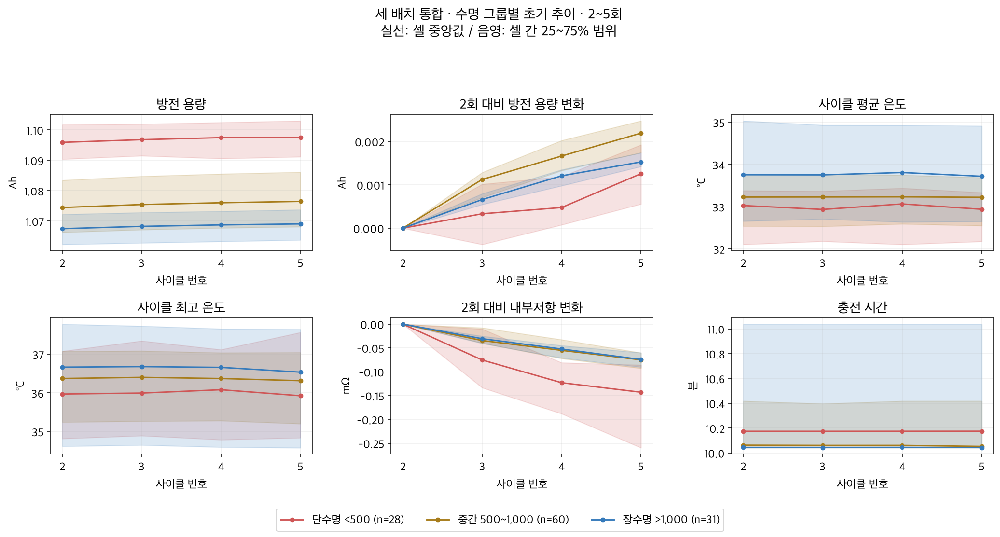 세 배치 통합 · 수명 그룹별 초기 추이 · 2~5회
실선: 셀 중앙값 / 음영: 셀 간 25~75% 범위
방전 용량
1.10
1.09
1.08
1.07
Ah
2 3 4 5
사이클 번호
2회 대비 방전 용량 변화
0.002
0.001
0.000
Ah
2 3 4 5
사이클 번호
사이클 평균 온도
35
34
33
32
°C
2 3 4 5
사이클 번호
사이클 최고 온도
37
36
35
°C
2 3 4 5
사이클 번호
2회 대비 내부저항 변화
0.00
-0.05
-0.10
-0.15
-0.20
-0.25
mΩ
2 3 4 5
사이클 번호
충전 시간
11.0
10.8
10.6
10.4
10.2
10.0
분
2 3 4 5
사이클 번호
단수명 <500 (n=28) 중간 500~1,000 (n=60) 장수명 >1,000 (n=31)